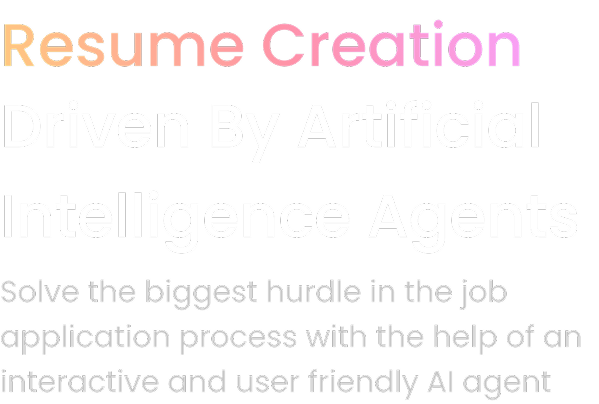 Resume Creation
Driven By Artificial
Intelligence Agents
Solve the biggest hurdle in the job
application process with the help of an
interactive and user friendly AI agent